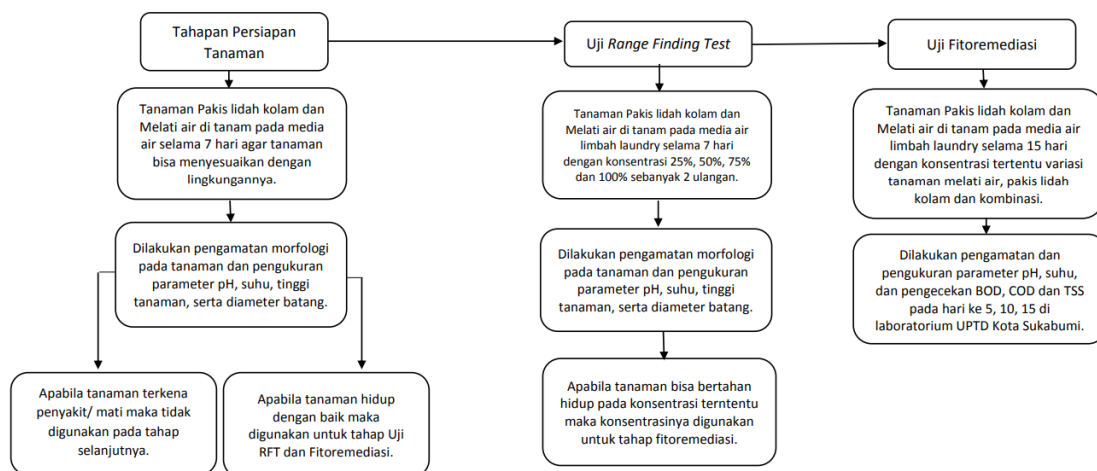 Tahapan Persiapan
Tanaman
Tanaman Pakis lidah kolam dan
Melati air di tanam pada media
air selama 7 hari agar tanaman
bisa menyesuaikan dengan
lingkungannya.
Dilakukan pengamatan morfologi
pada tanaman dan pengukuran
parameter pH, suhu, tinggi
tanaman, serta diameter batang.
Apabila tanaman terkena
penyakit/ mati maka tidak
digunakan pada tahap
selanjutnya.
Apabila tanaman hidup
dengan baik maka
digunakan untuk tahap Uji
RFT dan Fitoremediasi.
Uji Range Finding Test
Tanaman Pakis lidah kolam dan
Melati air di tanam pada media air
limbah laundry selama 7 hari
dengan konsentrasi 25%, 50%, 75%
dan 100% sebanyak 2 ulangan.
Dilakukan pengamatan morfologi
pada tanaman dan pengukuran
parameter pH, suhu, tinggi
tanaman, serta diameter batang.
Apabila tanaman bisa bertahan
hidup pada konsentrasi terntentu
maka konsentrasinya digunakan
untuk tahap fitoremediasi.
Uji Fitoremediasi
Tanaman Pakis lidah kolam dan
Melati air di tanam pada media air
limbah laundry selama 15 hari
dengan konsentrasi tertentu variasi
tanaman melati air, pakis lidah
kolam dan kombinasi.
Dilakukan pengamatan dan
pengukuran parameter pH, suhu,
dan pengecekan BOD, COD dan TSS
pada hari ke 5, 10, 15 di
laboratorium UPTD Kota Sukabumi.